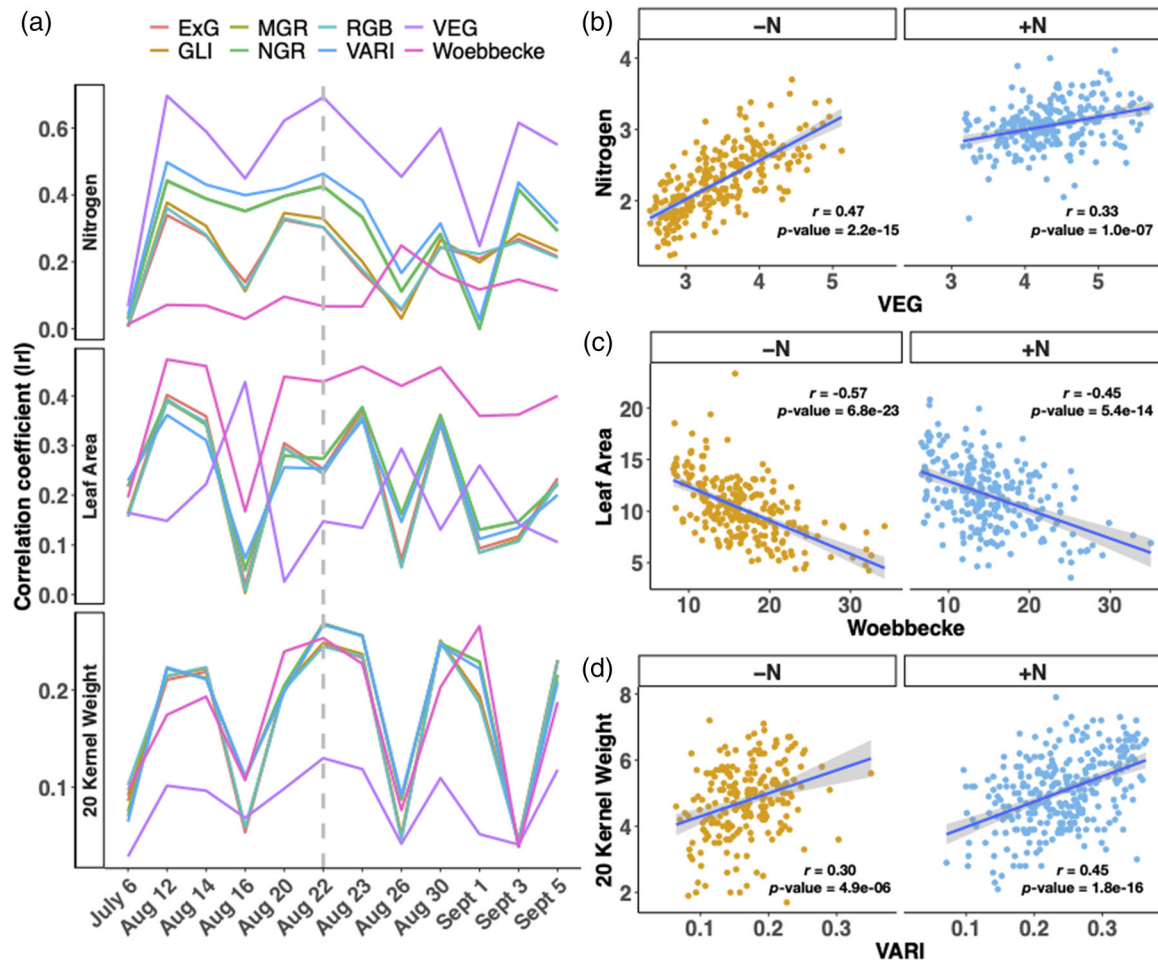 (a)
ExG MGR RGB VEG
GLI NGR VARI Woebbecke
Correlation coefficient (|r|)
Nitrogen
0.6
0.4
0.2
0.0
Leaf Area
0.4
0.3
0.2
0.1
0.0
20 Kernel Weight
0.2
0.1
July 6 Aug 12 Aug 14 Aug 16 Aug 20 Aug 22 Aug 23 Aug 26 Aug 30 Sept 1 Sept 3 Sept 5
(b)
−N +N
Nitrogen
4
3
2
r = 0.47
p-value = 2.2e-15
r = 0.33
p-value = 1.0e-07
3 4 5 3 4 5
VEG
(c)
−N +N
Leaf Area
20
15
10
5
r = -0.57
p-value = 6.8e-23
r = -0.45
p-value = 5.4e-14
10 20 30 10 20 30
Woebbecke
(d)
−N +N
20 Kernel Weight
8
6
4
2
r = 0.30
p-value = 4.9e-06
r = 0.45
p-value = 1.8e-16
0.1 0.2 0.3 0.1 0.2 0.3
VARI